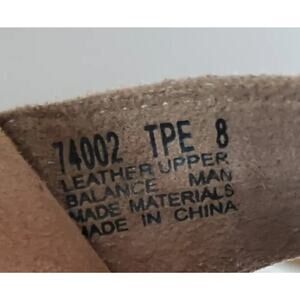 74002 TPE 8
LEATHER UPPER
BALANCE MAN
MADE MATERIALS
MADE IN CHINA